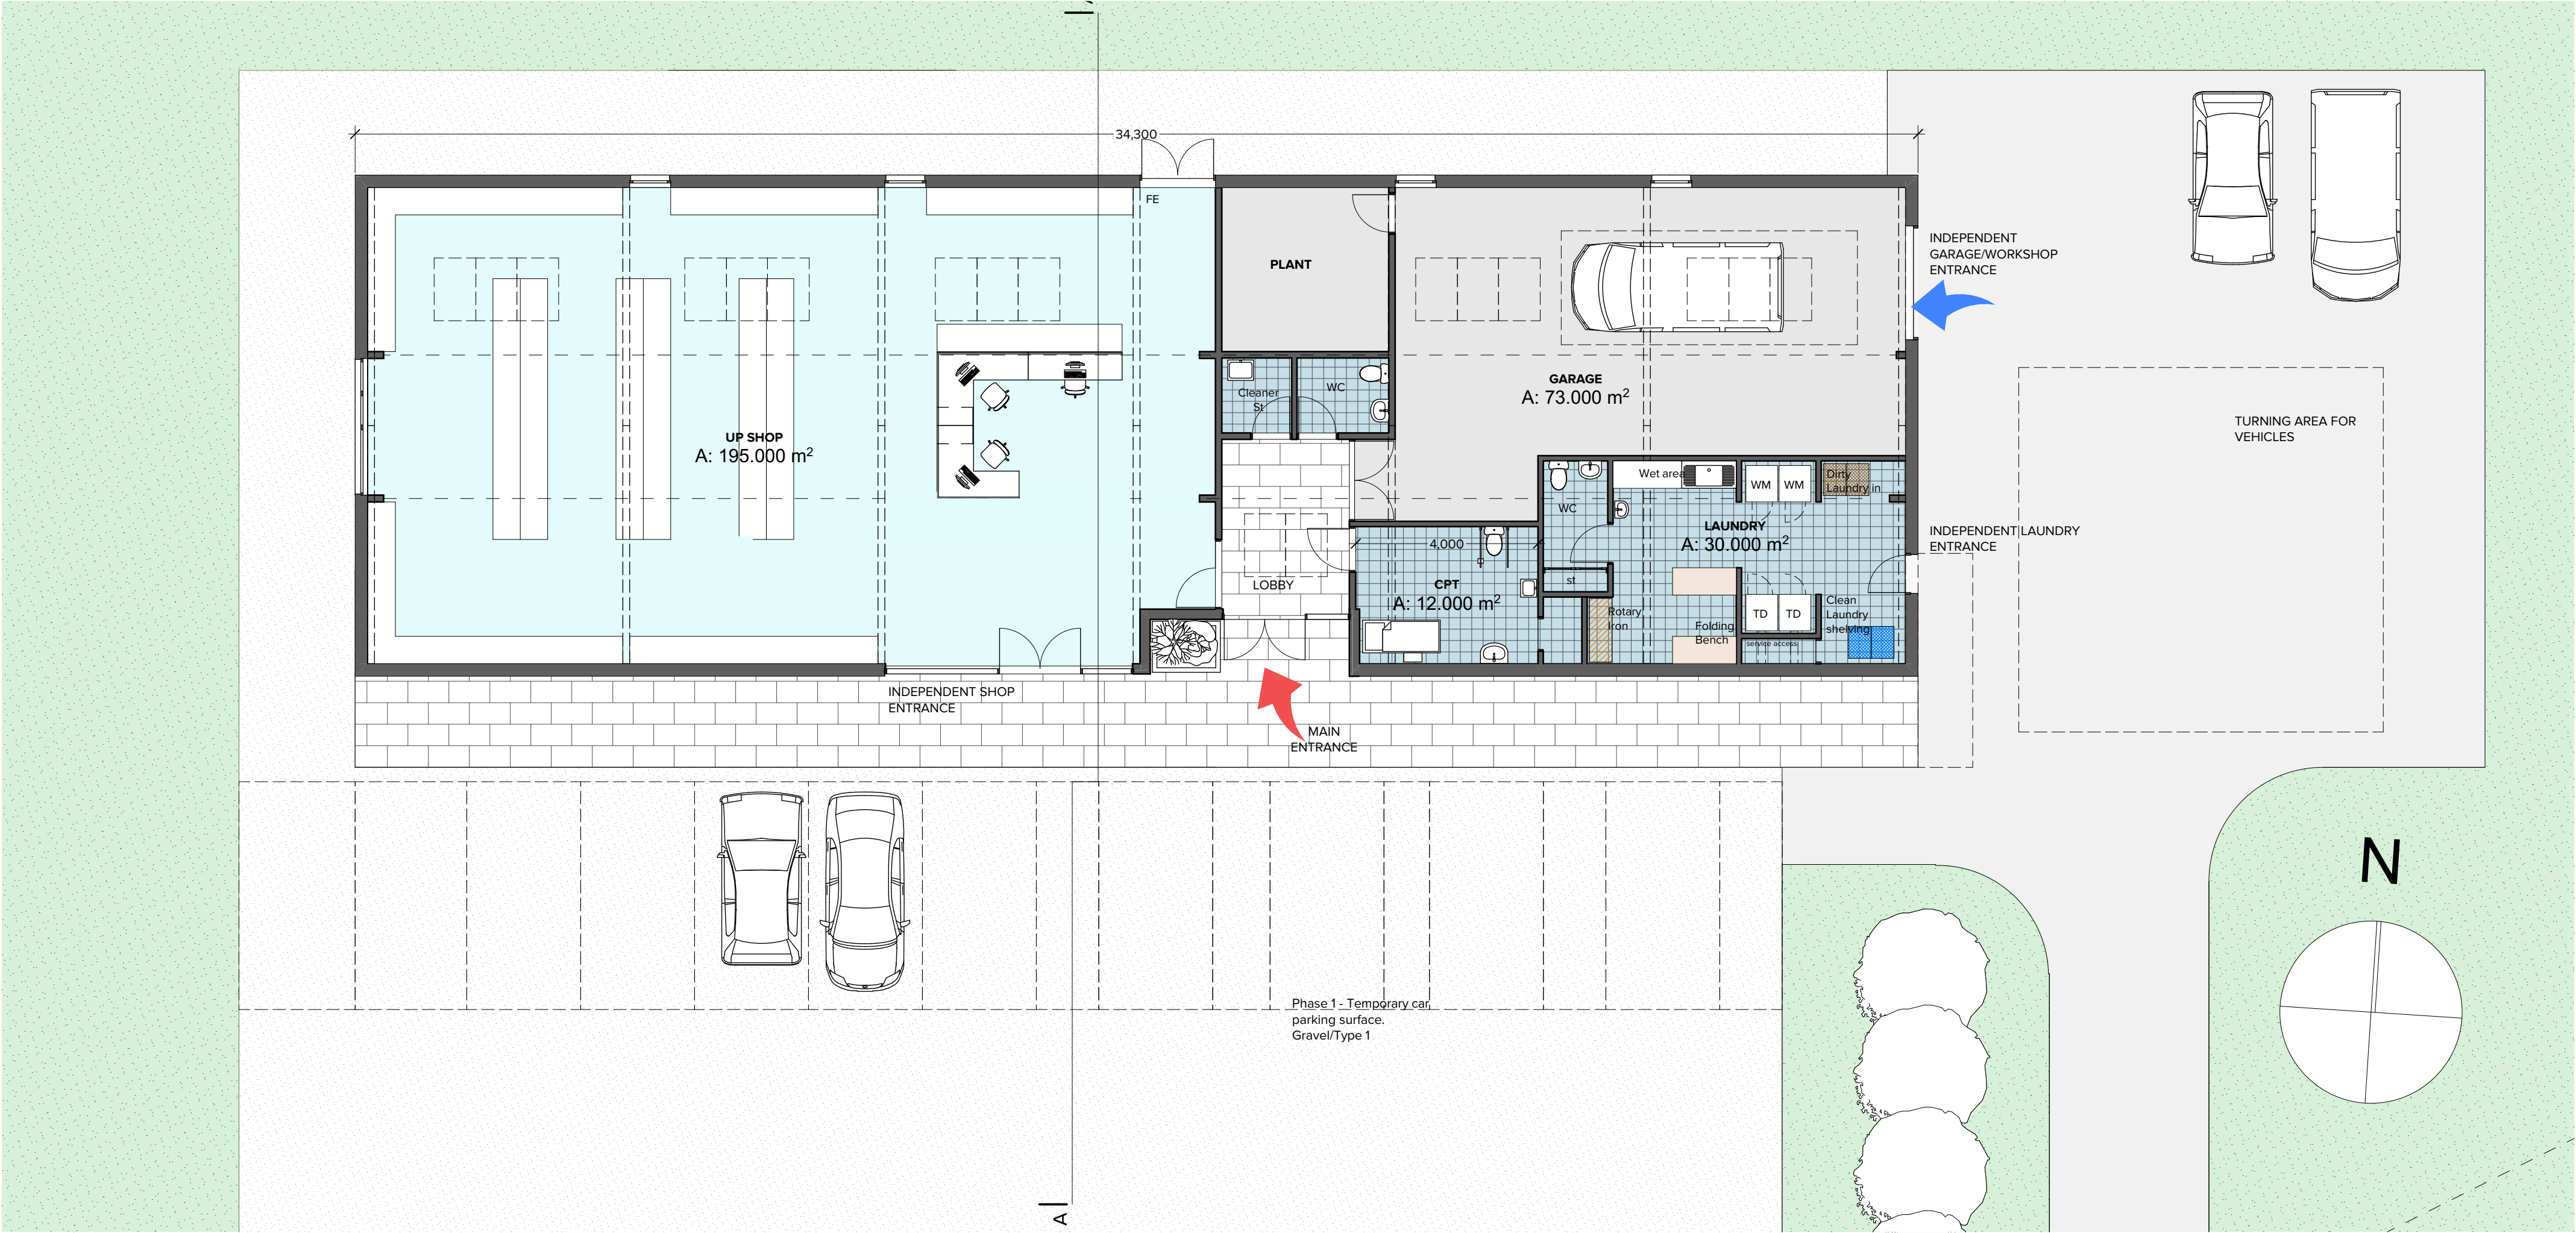 34,300
FE
INDEPENDENT
GARAGE/WORKSHOP
ENTRANCE
PLANT
GARAGE
A: 73.000 m²
Cleaner
St
WC
UP SHOP
A: 195.000 m²
TURNING AREA FOR
VEHICLES
Wet area
WM
WM
Dirty
Laundry in
WC
LAUNDRY
A: 30.000 m²
INDEPENDENT LAUNDRY
ENTRANCE
4,000
LOBBY
CPT
A: 12.000 m²
st
Rotary
Iron
Folding
Bench
TD
TD
Clean
Laundry
shelving
service access
INDEPENDENT SHOP
ENTRANCE
MAIN
ENTRANCE
N
Phase 1 - Temporary car
parking surface.
Gravel/Type 1
A